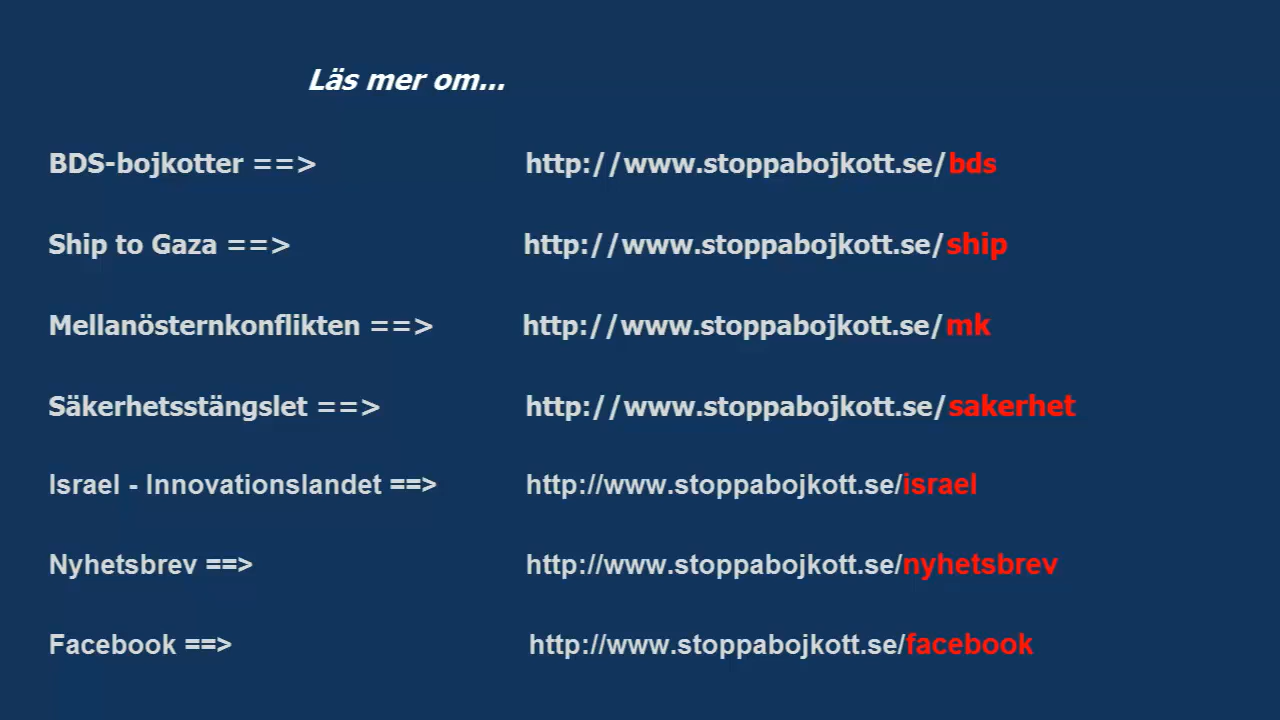 Läs mer om...
BDS-bojkotter ==> http://www.stoppabojkott.se/bds
Ship to Gaza ==> http://www.stoppabojkott.se/ship
Mellanösternkonflikten ==> http://www.stoppabojkott.se/mk
Säkerhetsstängslet ==> http://www.stoppabojkott.se/sakerhet
Israel - Innovationslandet ==> http://www.stoppabojkott.se/israel
Nyhetsbrev ==> http://www.stoppabojkott.se/nyhetsbrev
Facebook ==> http://www.stoppabojkott.se/facebook